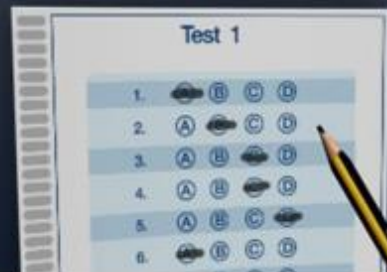 Test 1
1. B C D
2. A C D
3. A B D
4. A B D
5. A B C
6. B C D